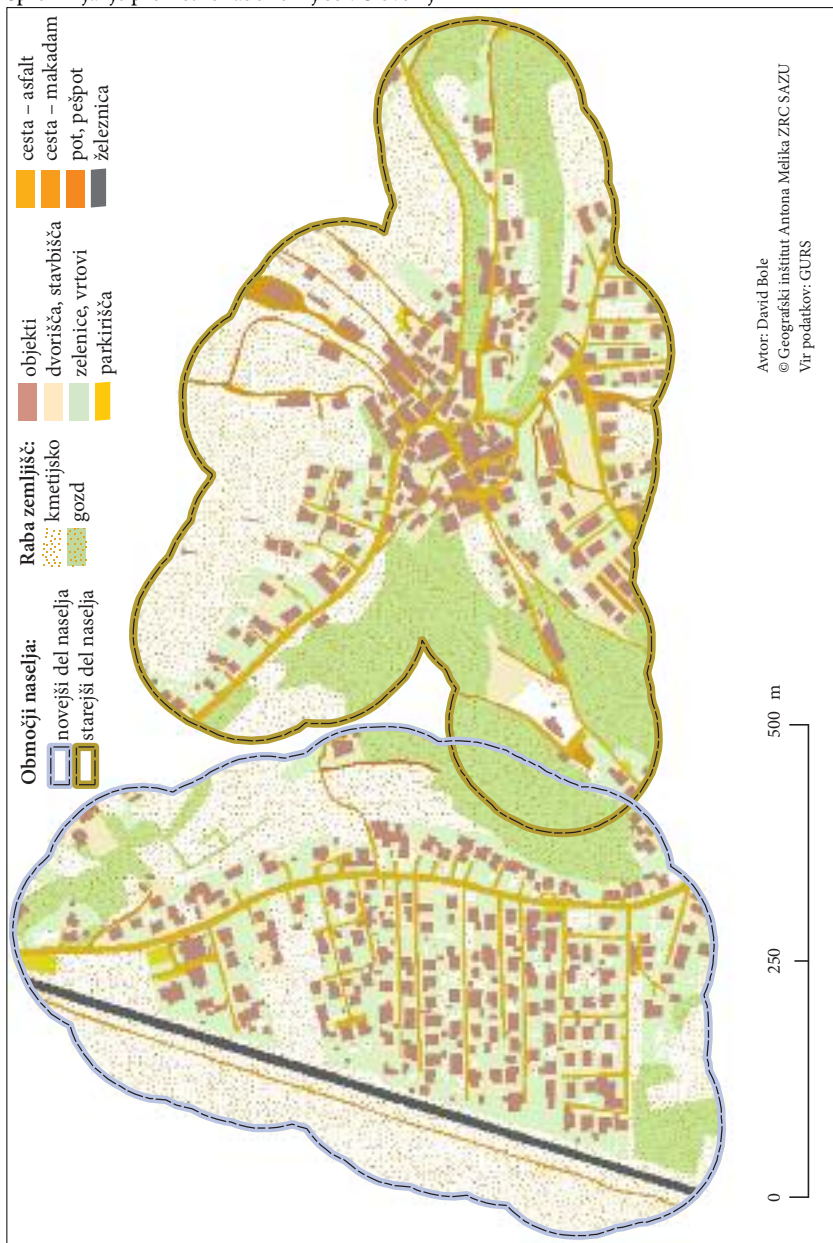 Območji naselja:
novejši del naselja
starejši del naselja
Raba zemljišč:
kmetijsko
gozd
objekti
dvorišča, stavbišča
zelenice, vrtovi
parkirišča
cesta – asfalt
cesta – makadam
pot, pešpot
železnica
0
250
500 m
Avtor: David Bole
© Geografski inštitut Antona Melika ZRC SAZU
Vir podatkov: GURS